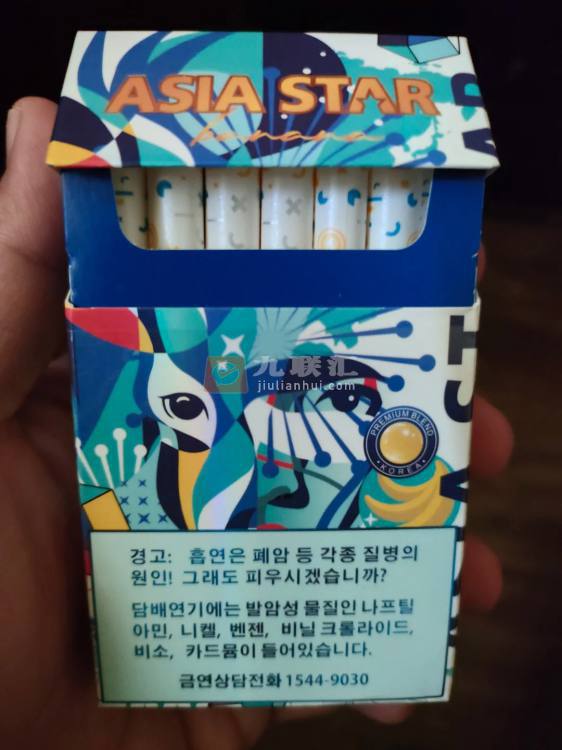 ASIA STAR
banana
九联汇
jiulianhui.com
PREMIUM BLEND
KOREA
경고: 흡연은 폐암 등 각종 질병의
원인! 그래도 피우시겠습니까?
담배연기에는 발암성 물질인 나프틸
아민, 니켈, 벤젠, 비닐 크롤라이드,
비소, 카드뮴이 들어있습니다.
금연상담전화 1544-9030